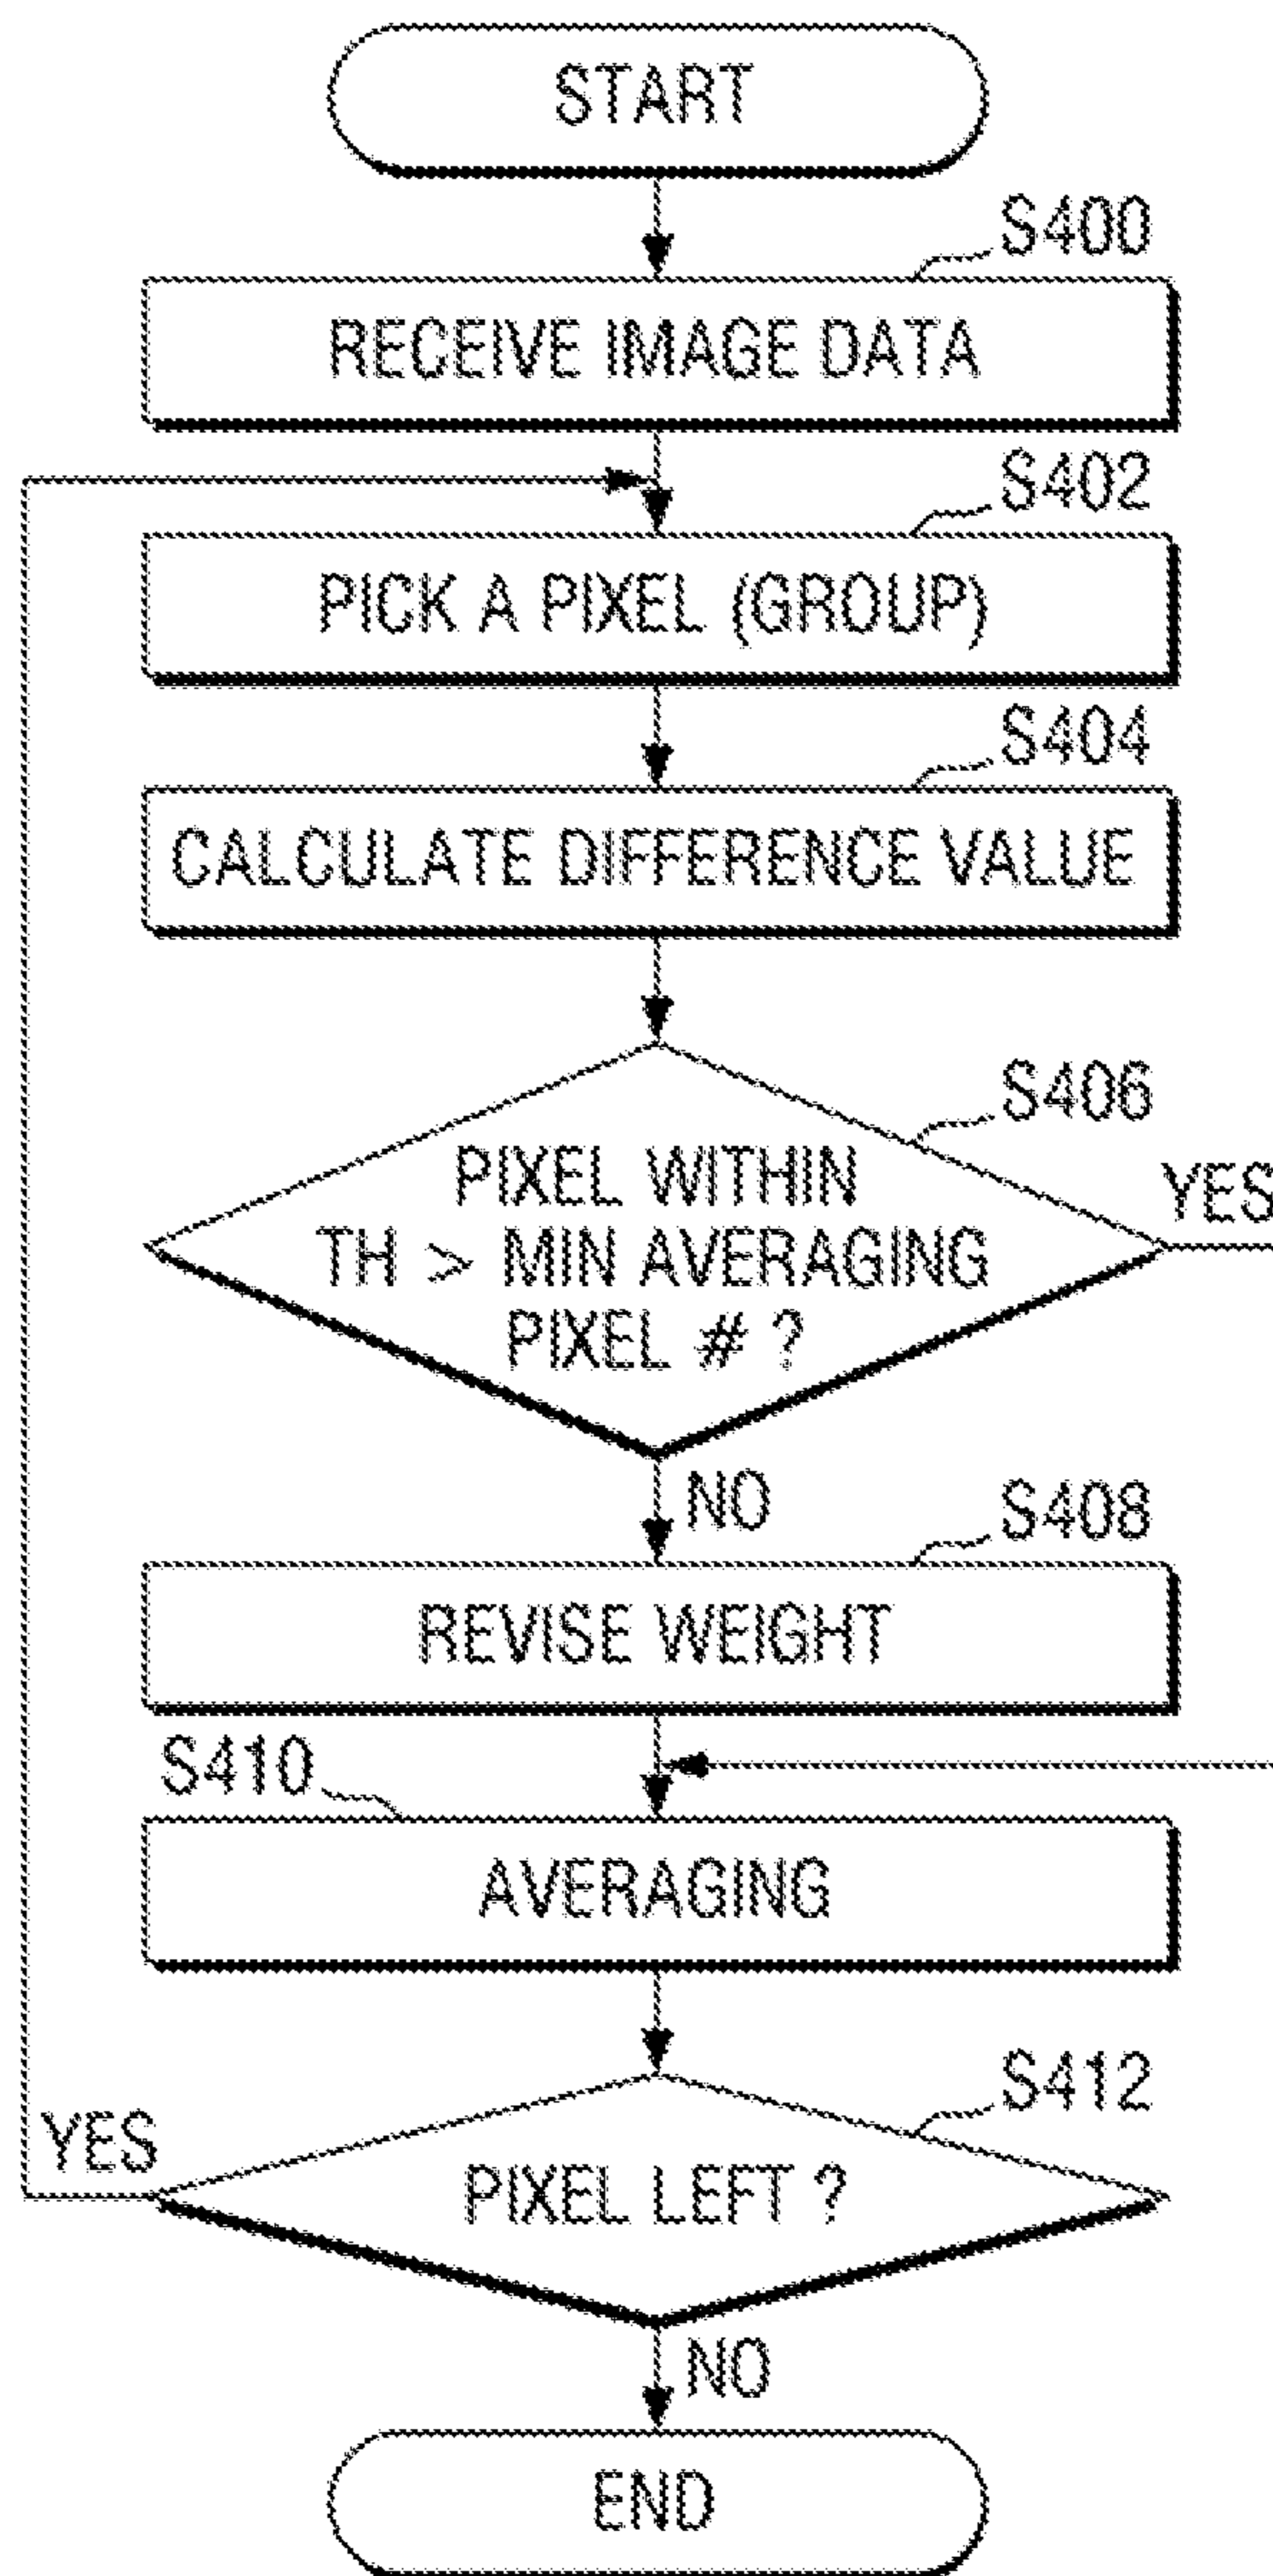 START
S400
RECEIVE IMAGE DATA
S402
PICK A PIXEL (GROUP)
S404
CALCULATE DIFFERENCE VALUE
S406
PIXEL WITHIN
TH > MIN AVERAGING
PIXEL # ?
YES
NO
S408
REVISE WEIGHT
S410
AVERAGING
S412
YES
PIXEL LEFT ?
NO
END